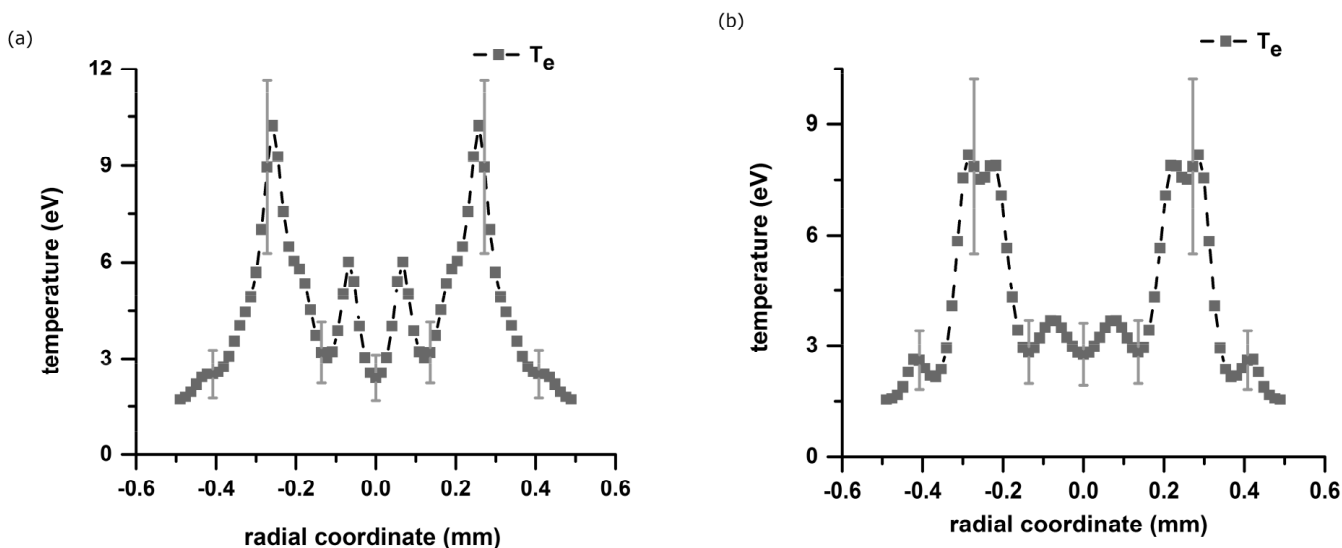 (a)
T_e
12
9
6
3
0
temperature (eV)
-0.6 -0.4 -0.2 0.0 0.2 0.4 0.6
radial coordinate (mm)
(b)
T_e
9
6
3
0
temperature (eV)
-0.6 -0.4 -0.2 0.0 0.2 0.4 0.6
radial coordinate (mm)